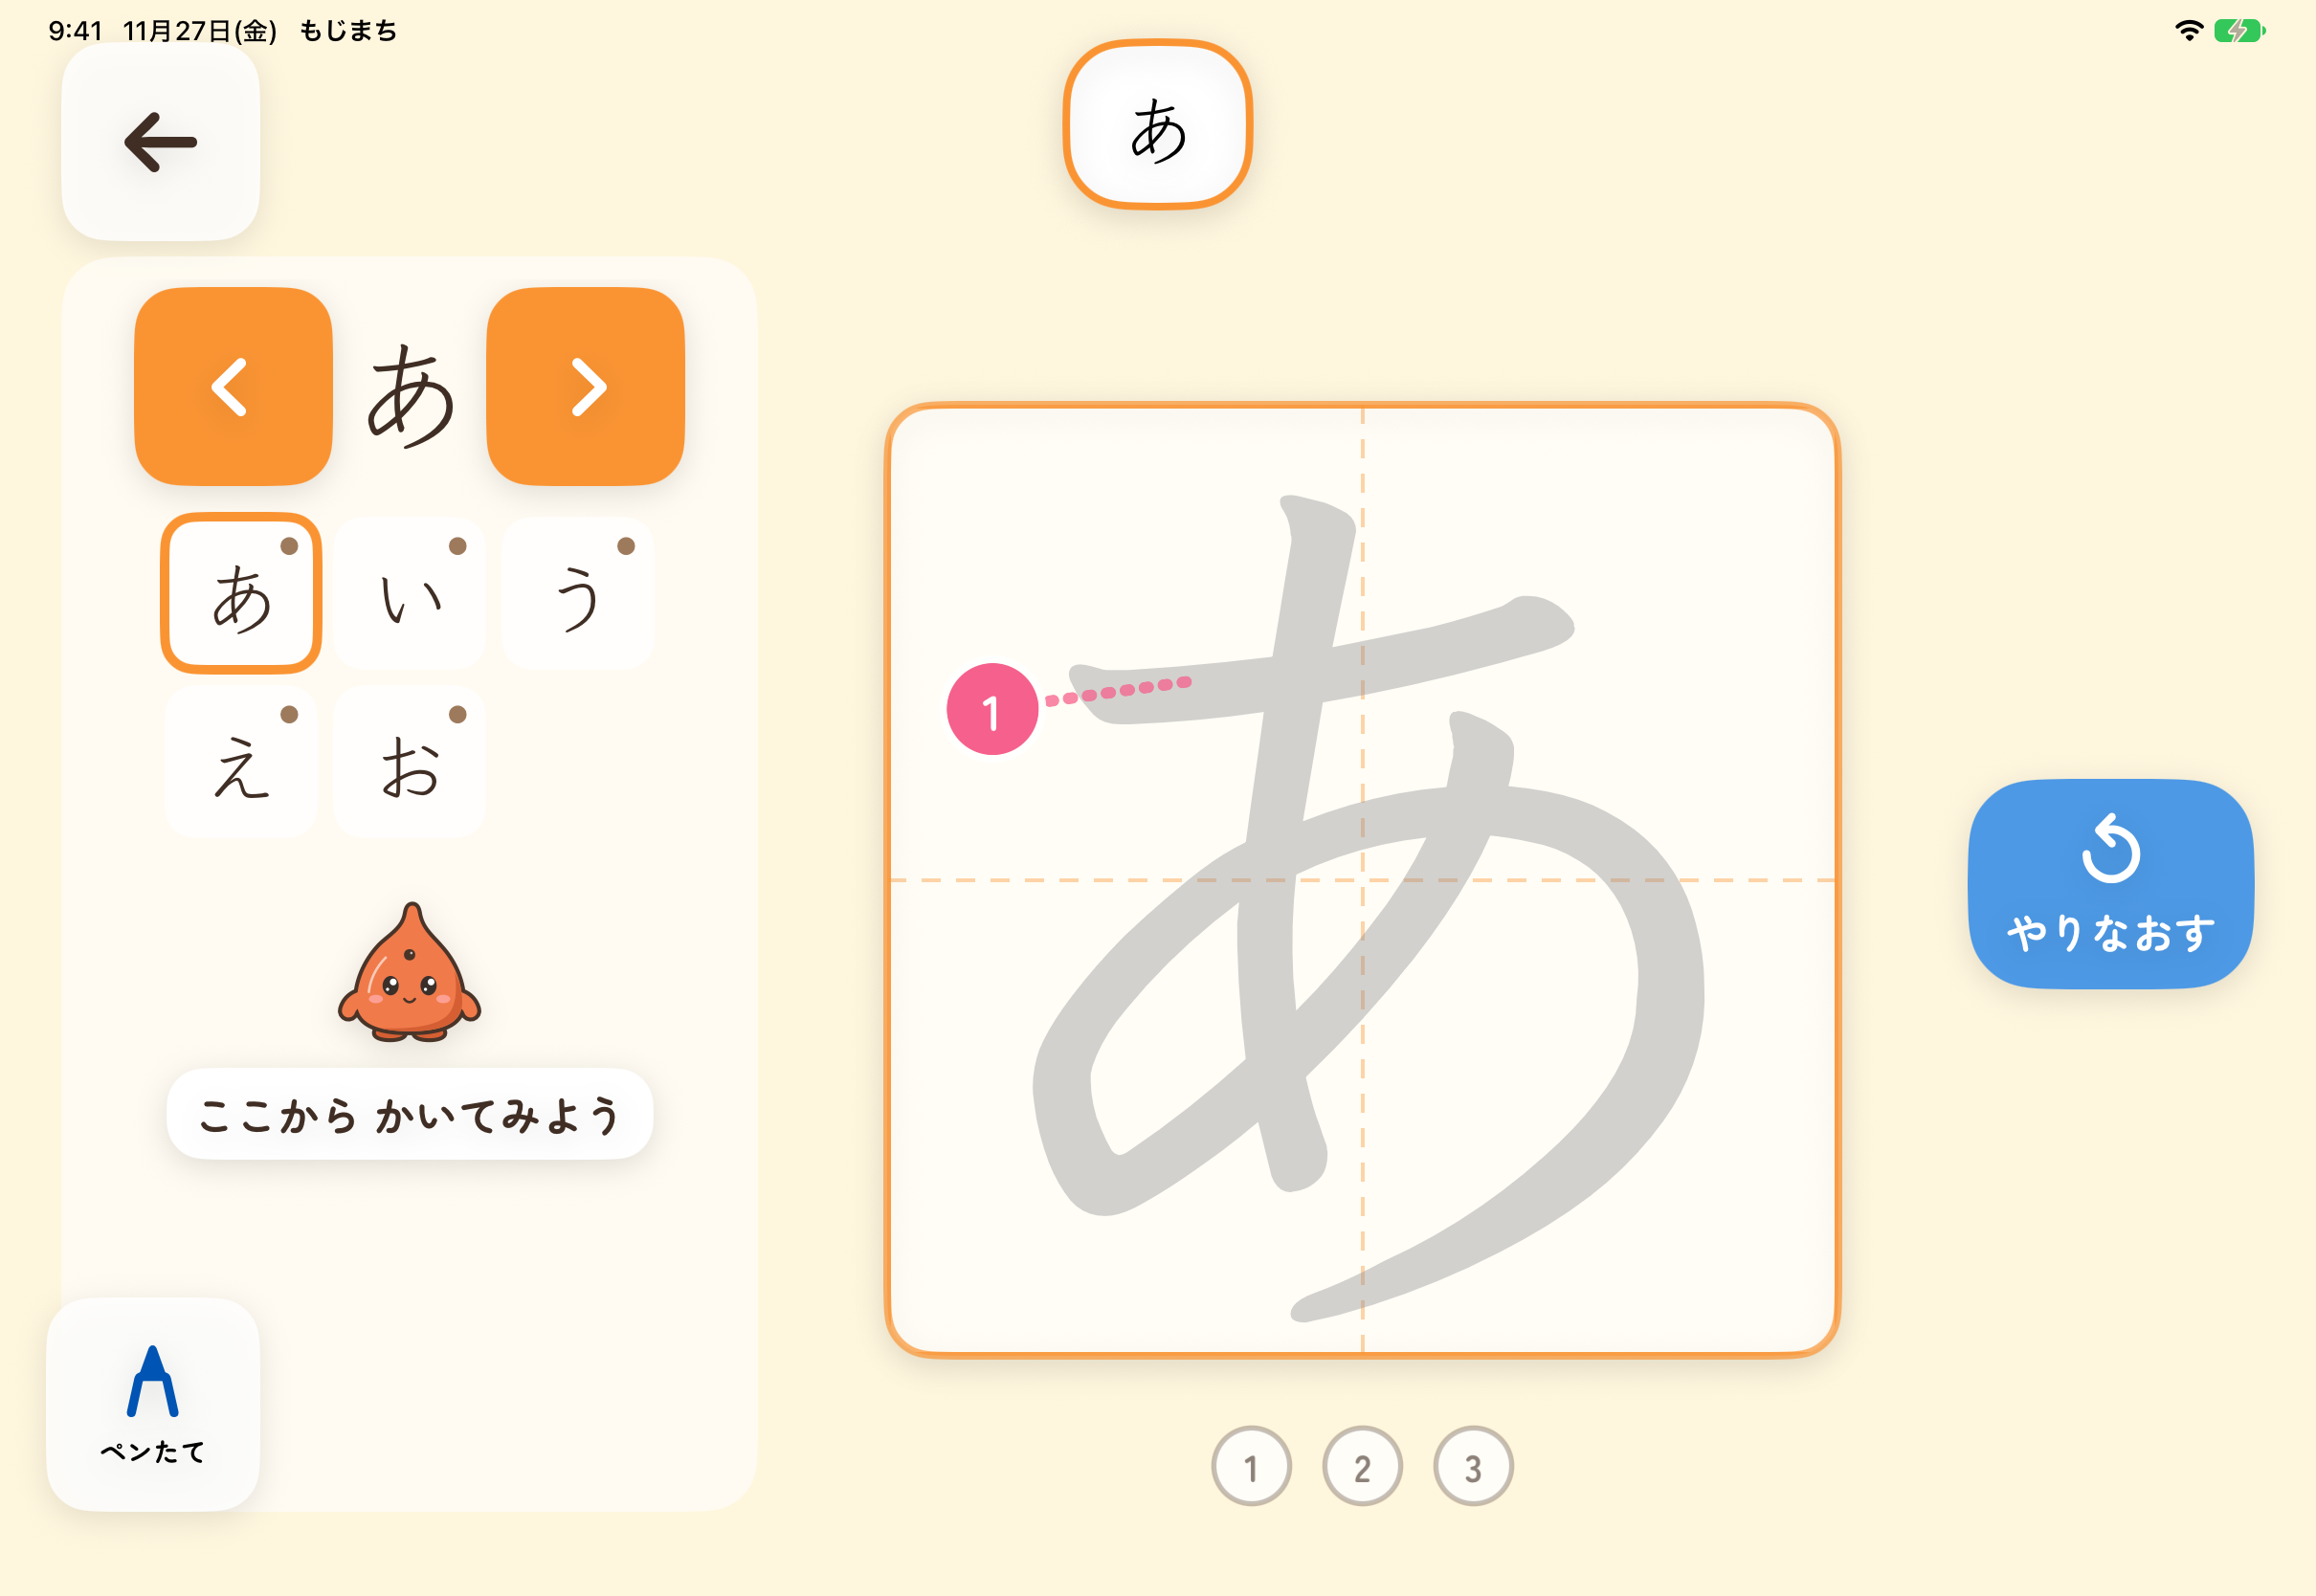 9:41 11月27日(金) もじまち
あ
あ
あ い う
え お
ここから かいてみよう
ペンたて
1
あ
やりなおす
1 2 3